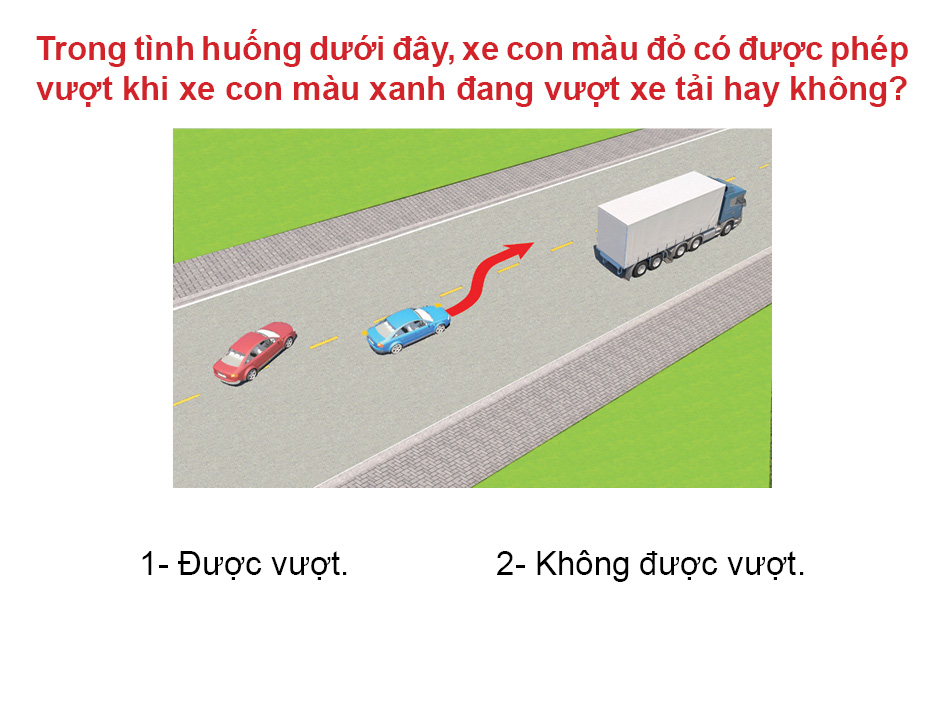 Trong tình huống dưới đây, xe con màu đỏ có được phép
vượt khi xe con màu xanh đang vượt xe tải hay không?
1- Được vượt. 2- Không được vượt.